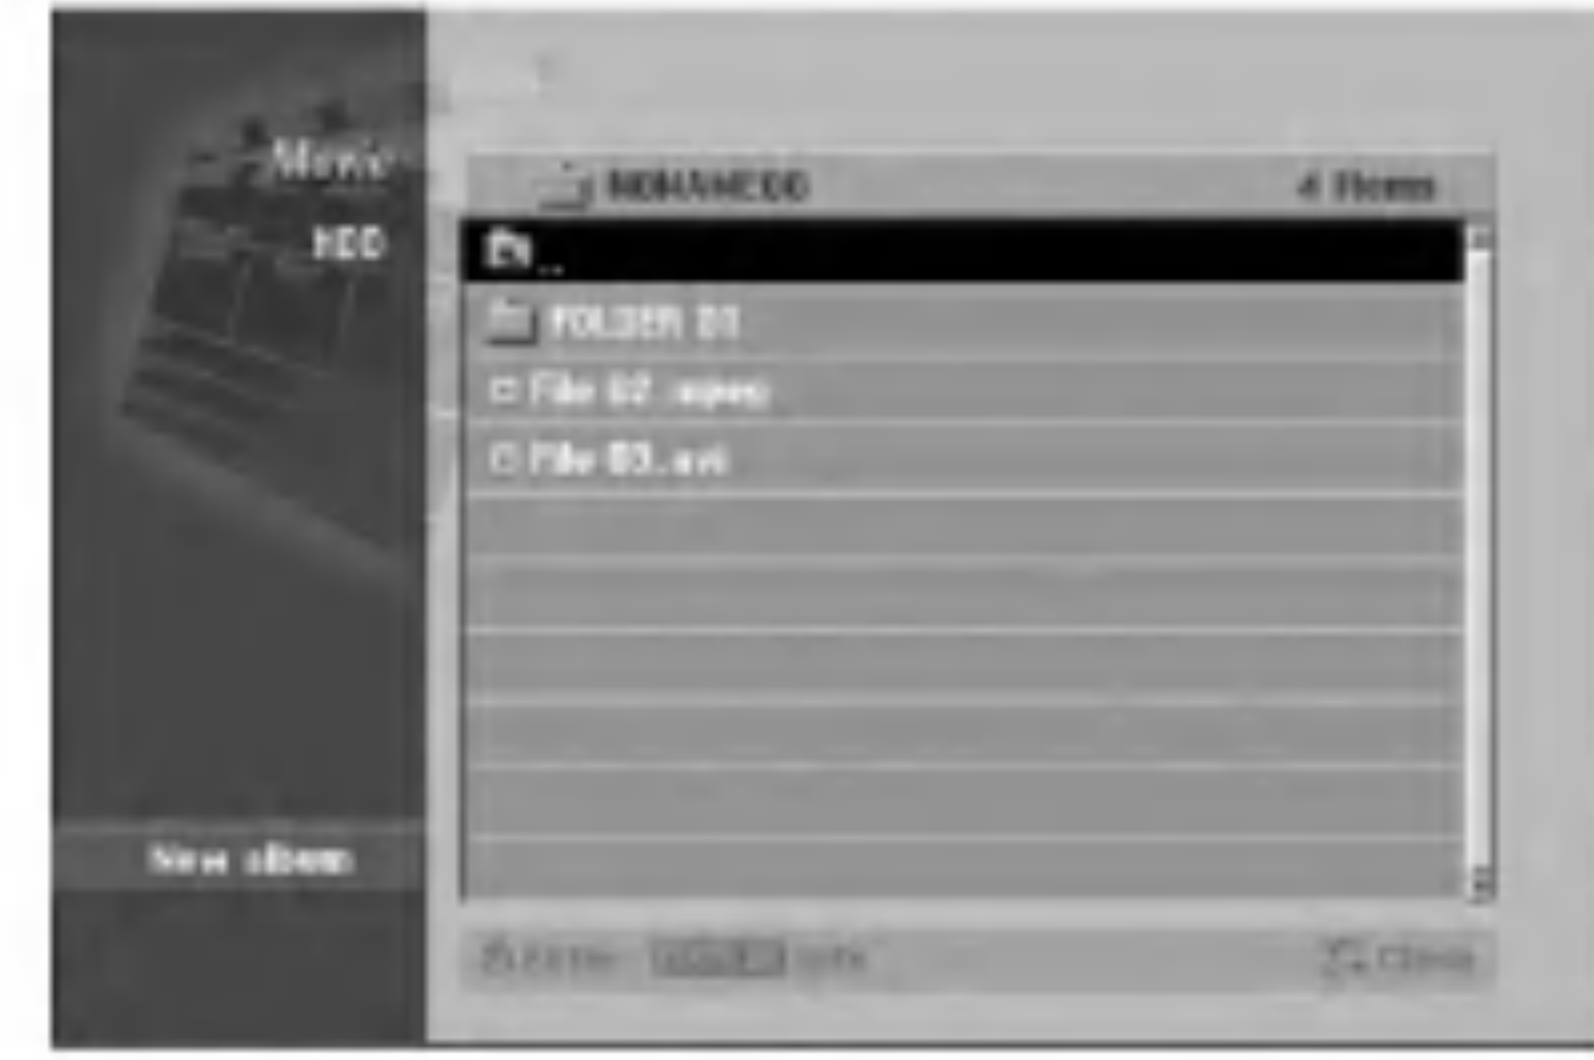 Movie
HDD
NONAME00
4 Items
..
FOLDER 01
File 02.mpeg
File 03.avi
New album
Close